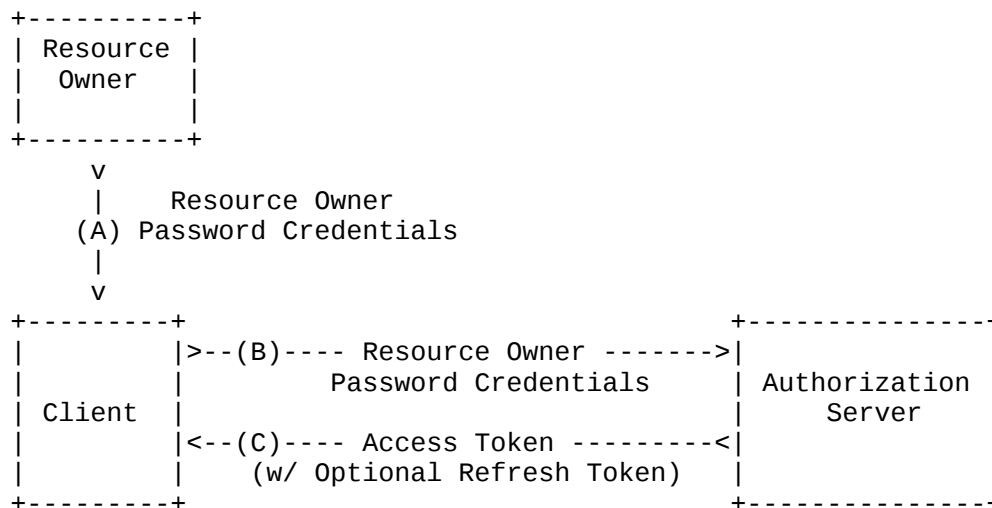 +----------+
| Resource |
|  Owner   |
|          |
+----------+
     v
     |    Resource Owner
    (A) Password Credentials
     |
     v
+---------+                                  +---------------+
|         |>--(B)---- Resource Owner ------->|
|         |         Password Credentials     | Authorization
| Client  |                                  |     Server
|         |<--(C)---- Access Token ---------<|
|         |    (w/ Optional Refresh Token)   |
+---------+                                  +---------------+